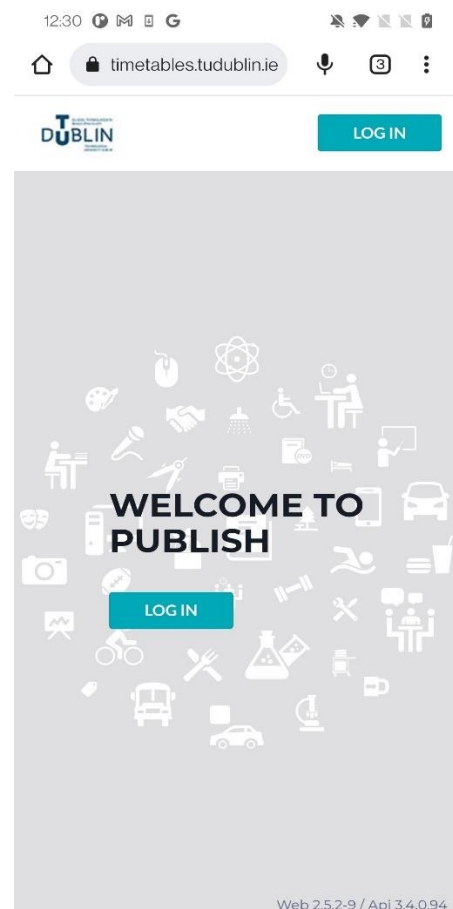 12:30
timetables.tudublin.ie
3
DUBLIN
LOG IN
WELCOME TO
PUBLISH
LOG IN
Web 2.5.2-9 / Api 3.4.0.94